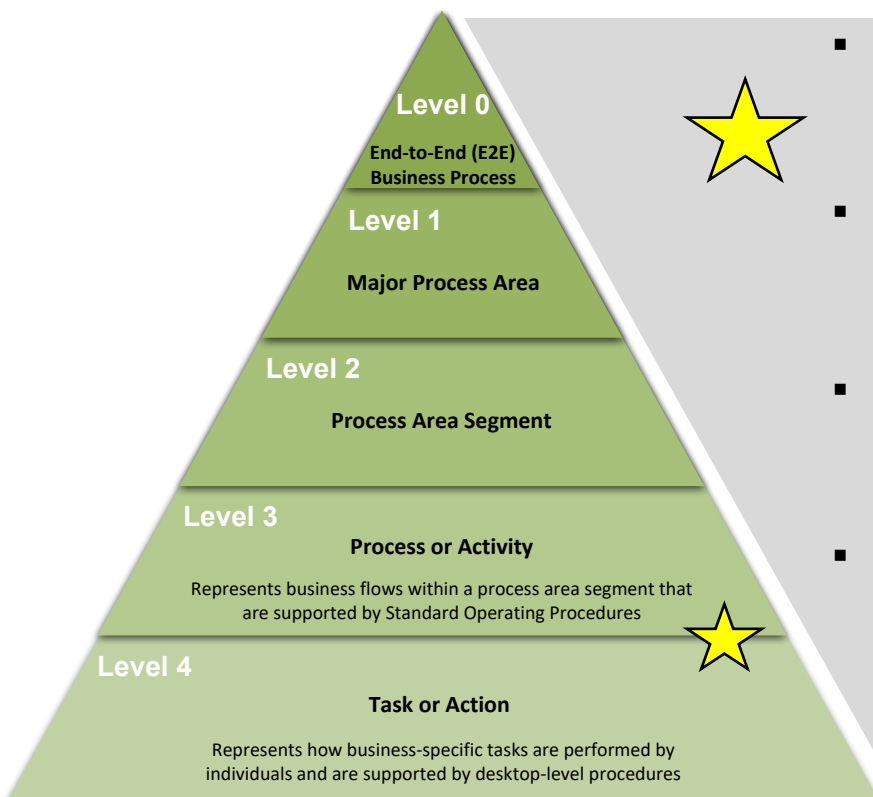 Level 0
End-to-End (E2E)
Business Process
Level 1
Major Process Area
Level 2
Process Area Segment
Level 3
Process or Activity
Represents business flows within a process area segment that
are supported by Standard Operating Procedures
Level 4
Task or Action
Represents how business-specific tasks are performed by
individuals and are supported by desktop-level procedures